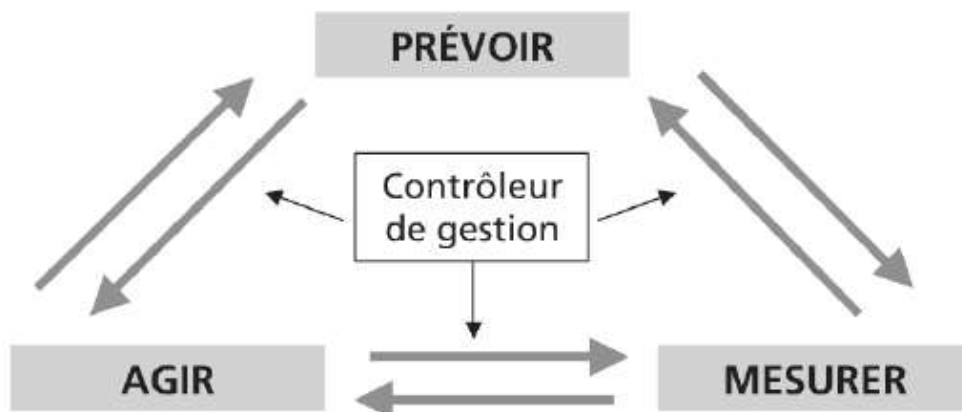 PRÉVOIR
Contrôleur
de gestion
AGIR
MESURER